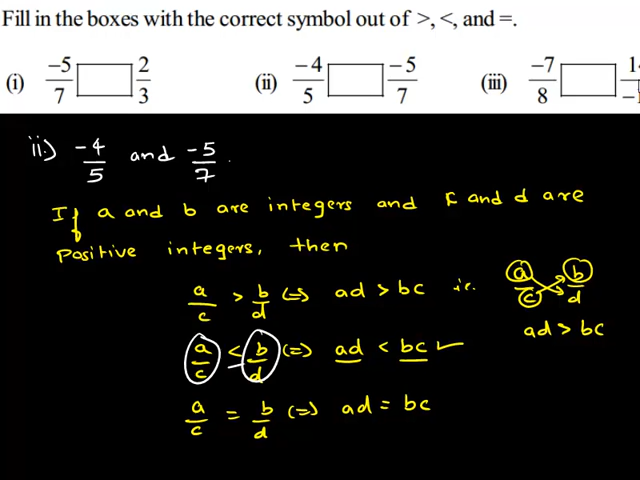 Fill in the boxes with the correct symbol out of >, <, and =.
(i) -5/7 □ 2/3 (ii) -4/5 □ -5/7 (iii) -7/8 □
ii.) -4/5 and -5/7.
If a and b are integers and c and d are
Positive integers, then
a/c > b/d (=) ad > bc i.e. a/c b/d
ad > bc
a/c < b/d (=) ad < bc ✓
a/c = b/d (=) ad = bc